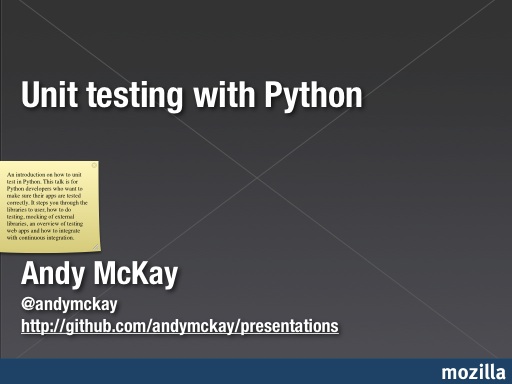 Unit testing with Python
An introduction on how to unit
test in Python. This talk is for
Python developers who want to
make sure their apps are tested
correctly. It steps you through the
libraries to user, how to do
testing, mocking of external
libraries, an overview of testing
web apps and how to integrate
with continuous integration.
Andy McKay
@andymckay
http://github.com/andymckay/presentations
mozilla